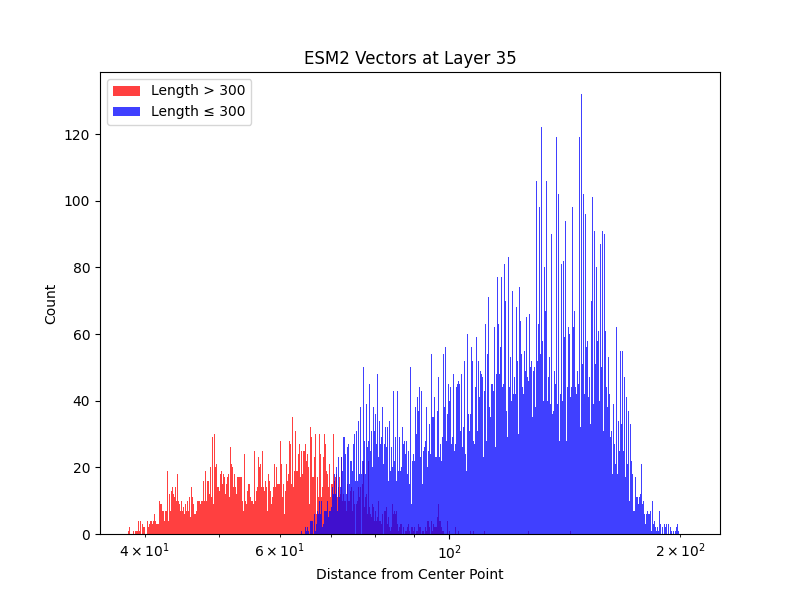 ESM2 Vectors at Layer 35
Length > 300
Length ≤ 300
Count
120
100
80
60
40
20
0
4 × 10¹
6 × 10¹
10²
2 × 10²
Distance from Center Point